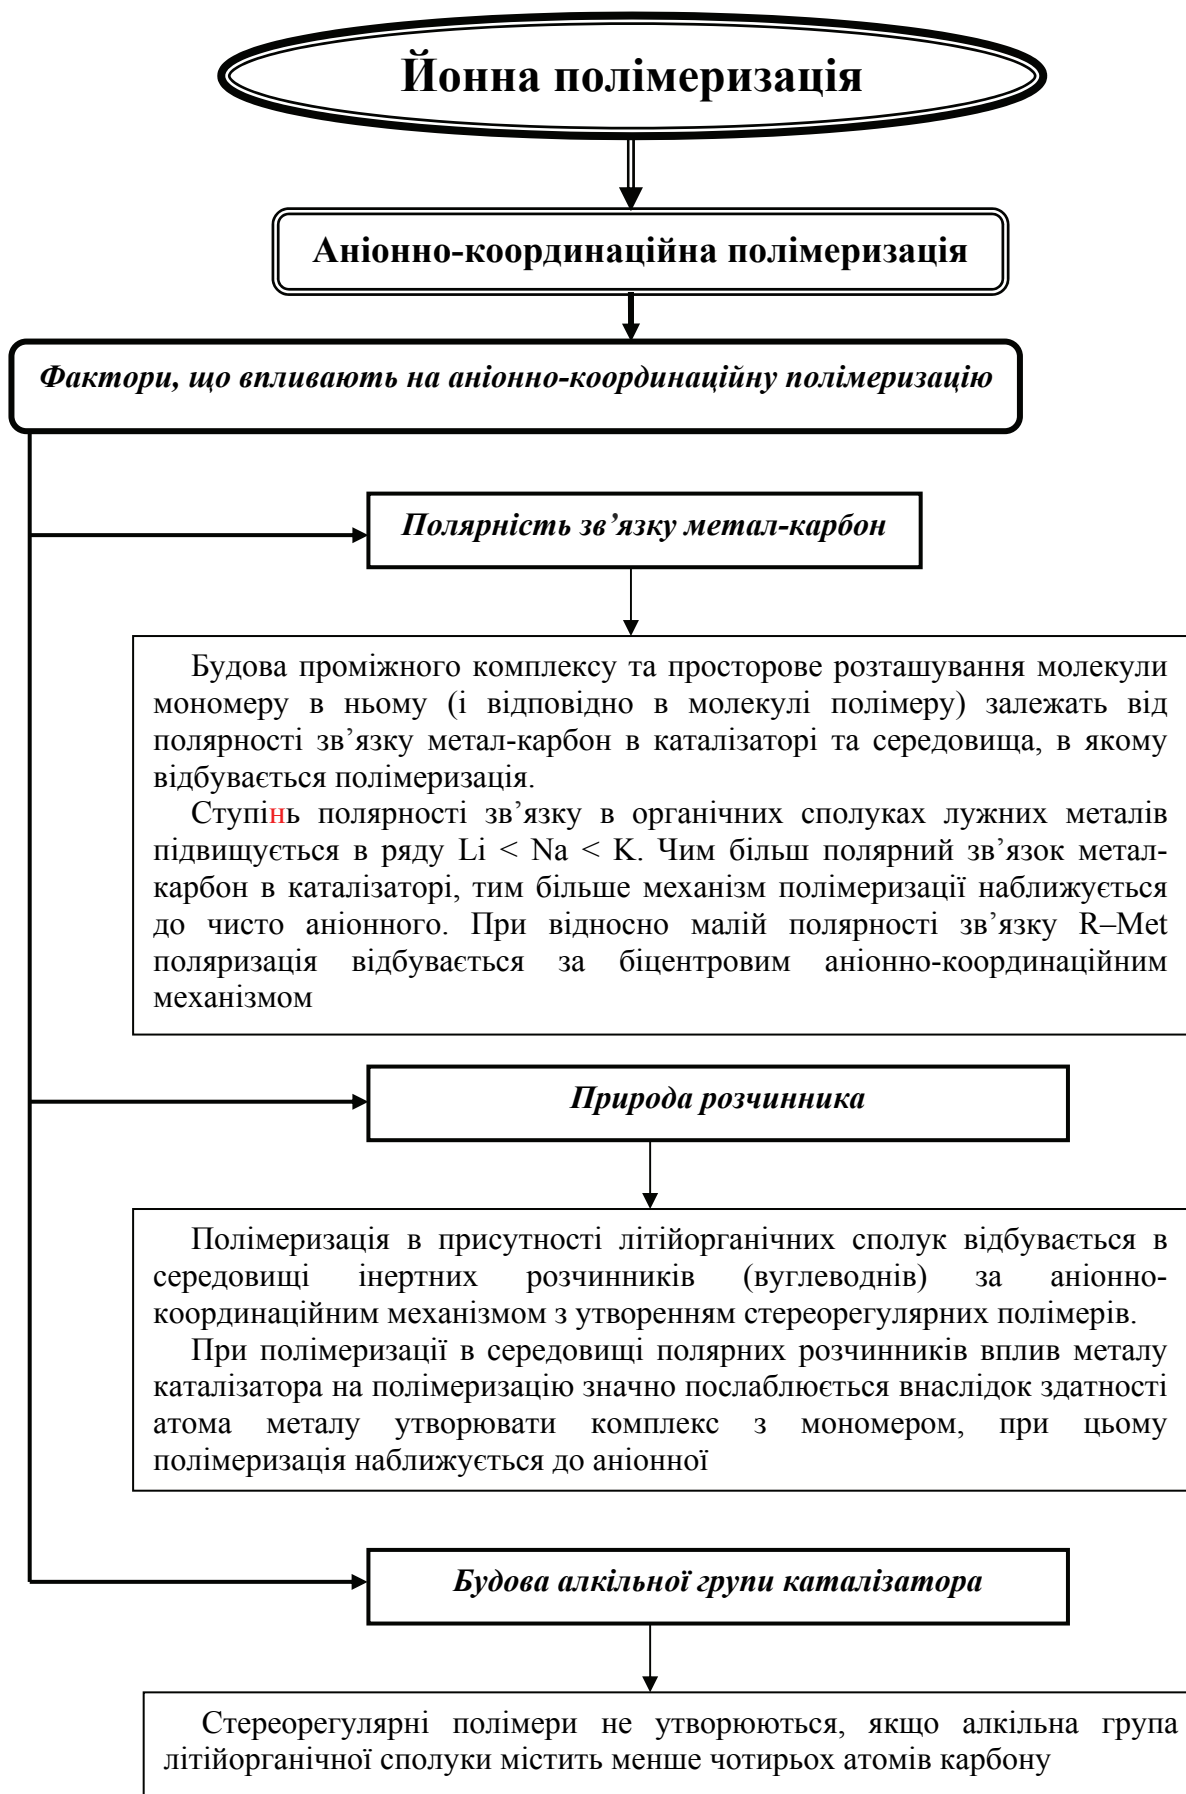 Йонна полімеризація
Аніонно-координаційна полімеризація
Фактори, що впливають на аніонно-координаційну полімеризацію
Полярність зв’язку метал-карбон
Будова проміжного комплексу та просторове розташування молекули
мономеру в ньому (і відповідно в молекулі полімеру) залежать від
полярності зв’язку метал-карбон в каталізаторі та середовища, в якому
відбувається полімеризація.
Ступінь полярності зв’язку в органічних сполуках лужних металів
підвищується в ряду Li < Na < K. Чим більш полярний зв’язок метал-
карбон в каталізаторі, тим більше механізм полімеризації наближується
до чисто аніонного. При відносно малій полярності зв’язку R–Met
поляризація відбувається за біцентровим аніонно-координаційним
механізмом
Природа розчинника
Полімеризація в присутності літійорганічних сполук відбувається в
середовищі інертних розчинників (вуглеводнів) за аніонно-
координаційним механізмом з утворенням стереорегулярних полімерів.
При полімеризації в середовищі полярних розчинників вплив металу
каталізатора на полімеризацію значно послаблюється внаслідок здатності
атома металу утворювати комплекс з мономером, при цьому
полімеризація наближується до аніонної
Будова алкільної групи каталізатора
Стереорегулярні полімери не утворюються, якщо алкільна група
літійорганічної сполуки містить менше чотирьох атомів карбону